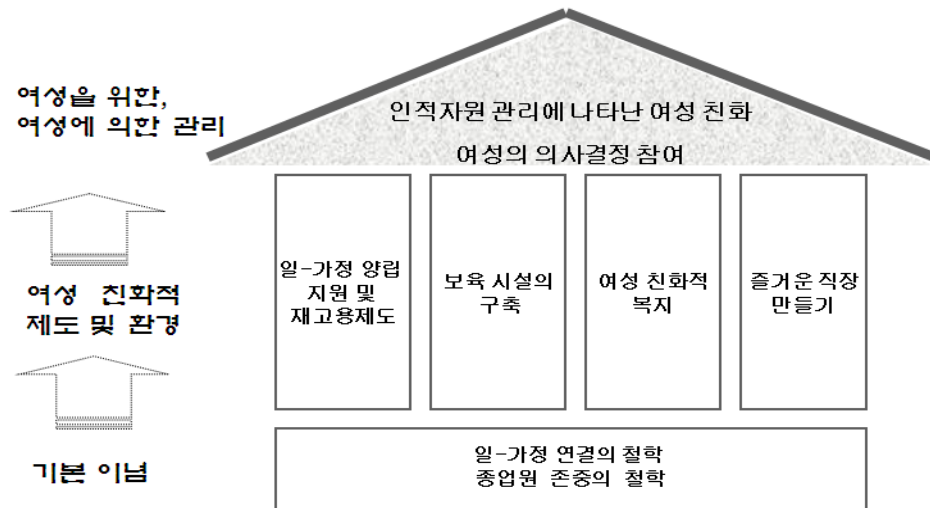 여성을 위한,
여성에 의한 관리
인적자원 관리에 나타난 여성 친화
여성의 의사결정 참여
여성 친화적
제도 및 환경
일-가정 양립
지원 및
재고용제도
보육 시설의
구축
여성 친화적
복지
즐거운 직장
만들기
기본 이념
일-가정 연결의 철학
종업원 존중의 철학